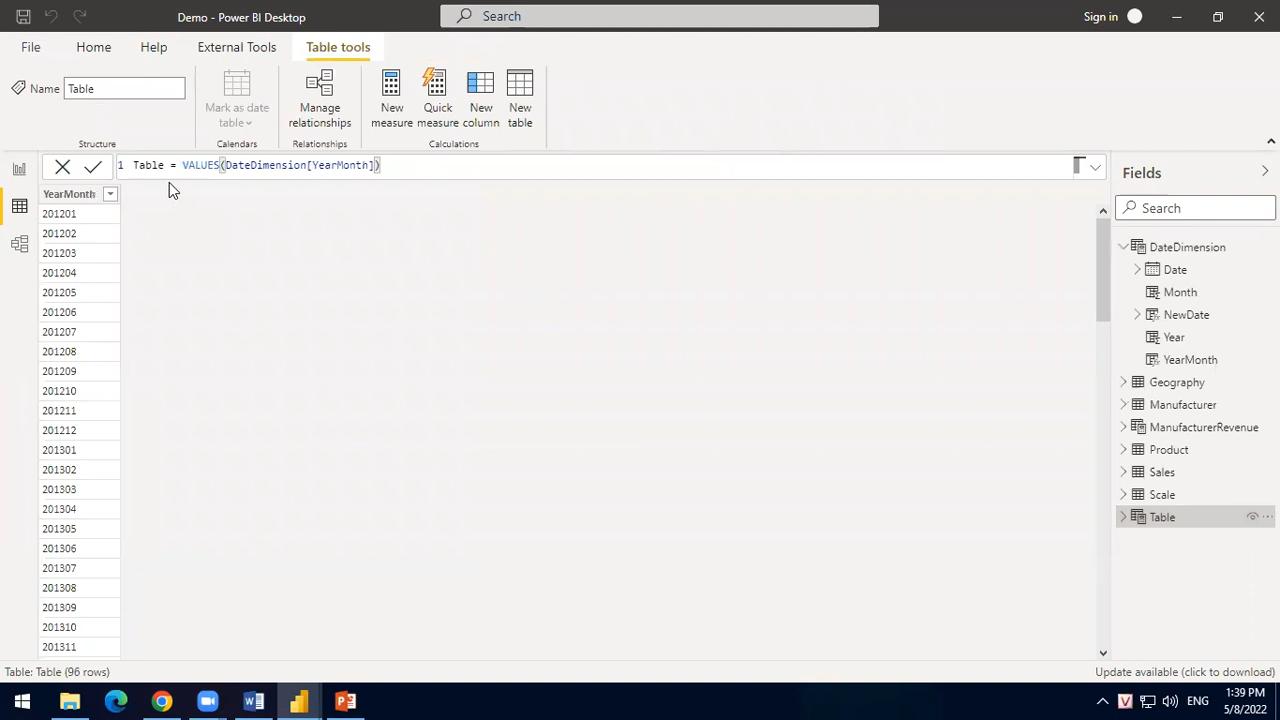 Demo - Power BI Desktop
Search
Sign in
File
Home
Help
External Tools
Table tools
Name
Table
Mark as date
table
Manage
relationships
New
measure
Quick
measure
New
column
New
table
Structure
Calendars
Relationships
Calculations
1 Table = VALUES(DateDimension[YearMonth])
YearMonth
201201
201202
201203
201204
201205
201206
201207
201208
201209
201210
201211
201212
201301
201302
201303
201304
201305
201306
201307
201308
201309
201310
201311
Fields
Search
DateDimension
Date
Month
NewDate
Year
YearMonth
Geography
Manufacturer
ManufacturerRevenue
Product
Sales
Scale
Table
Table: Table (96 rows)
Update available (click to download)
ENG
1:39 PM
5/8/2022